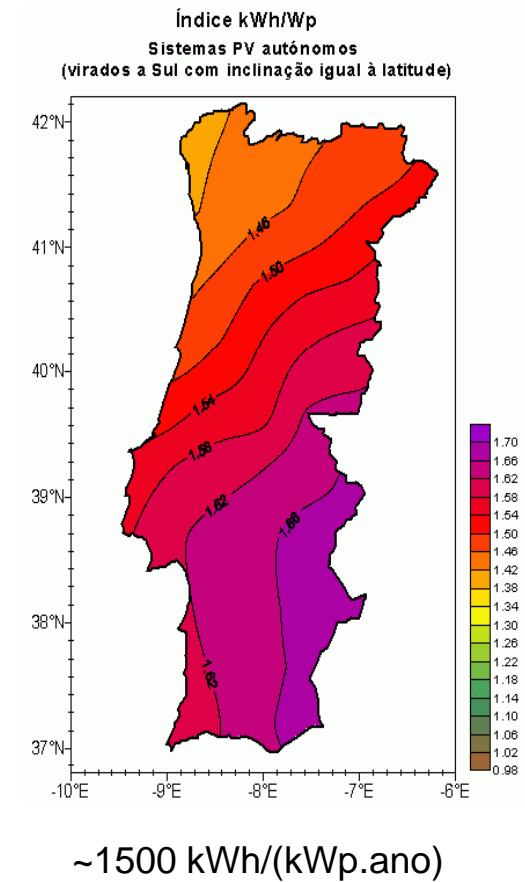 Índice kWh/Wp
Sistemas PV autónomos
(virados a Sul com inclinação igual à latitude)
42°N
41°N
40°N
39°N
38°N
37°N
1.46
1.50
1.54
1.58
1.62
1.66
1.62
1.70
1.66
1.62
1.58
1.54
1.50
1.46
1.42
1.38
1.34
1.30
1.26
1.22
1.18
1.14
1.10
1.06
1.02
0.98
-10°E -9°E -8°E -7°E -6°E
~1500 kWh/(kWp.ano)